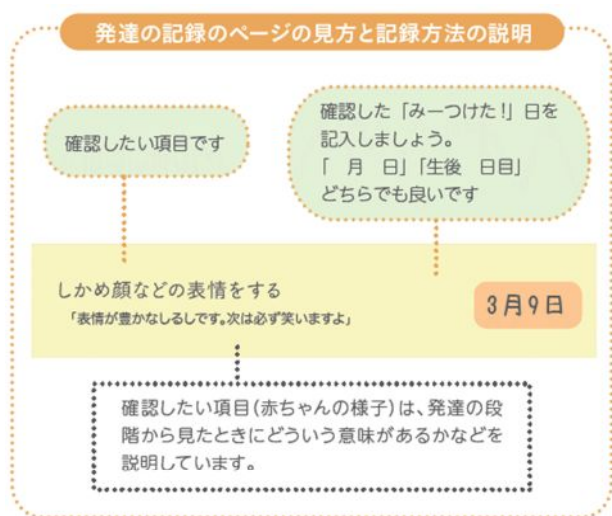 発達の記録のページの見方と記録方法の説明
確認したい項目です
確認した「みーつけた！」日を
記入しましょう。
「　月　日」「生後　日目」
どちらでも良いです
しかめ顔などの表情をする
「表情が豊かなしるしです。次は必ず笑いますよ」
3月9日
確認したい項目(赤ちゃんの様子)は、発達の段
階から見たときにどういう意味があるかなどを
説明しています。